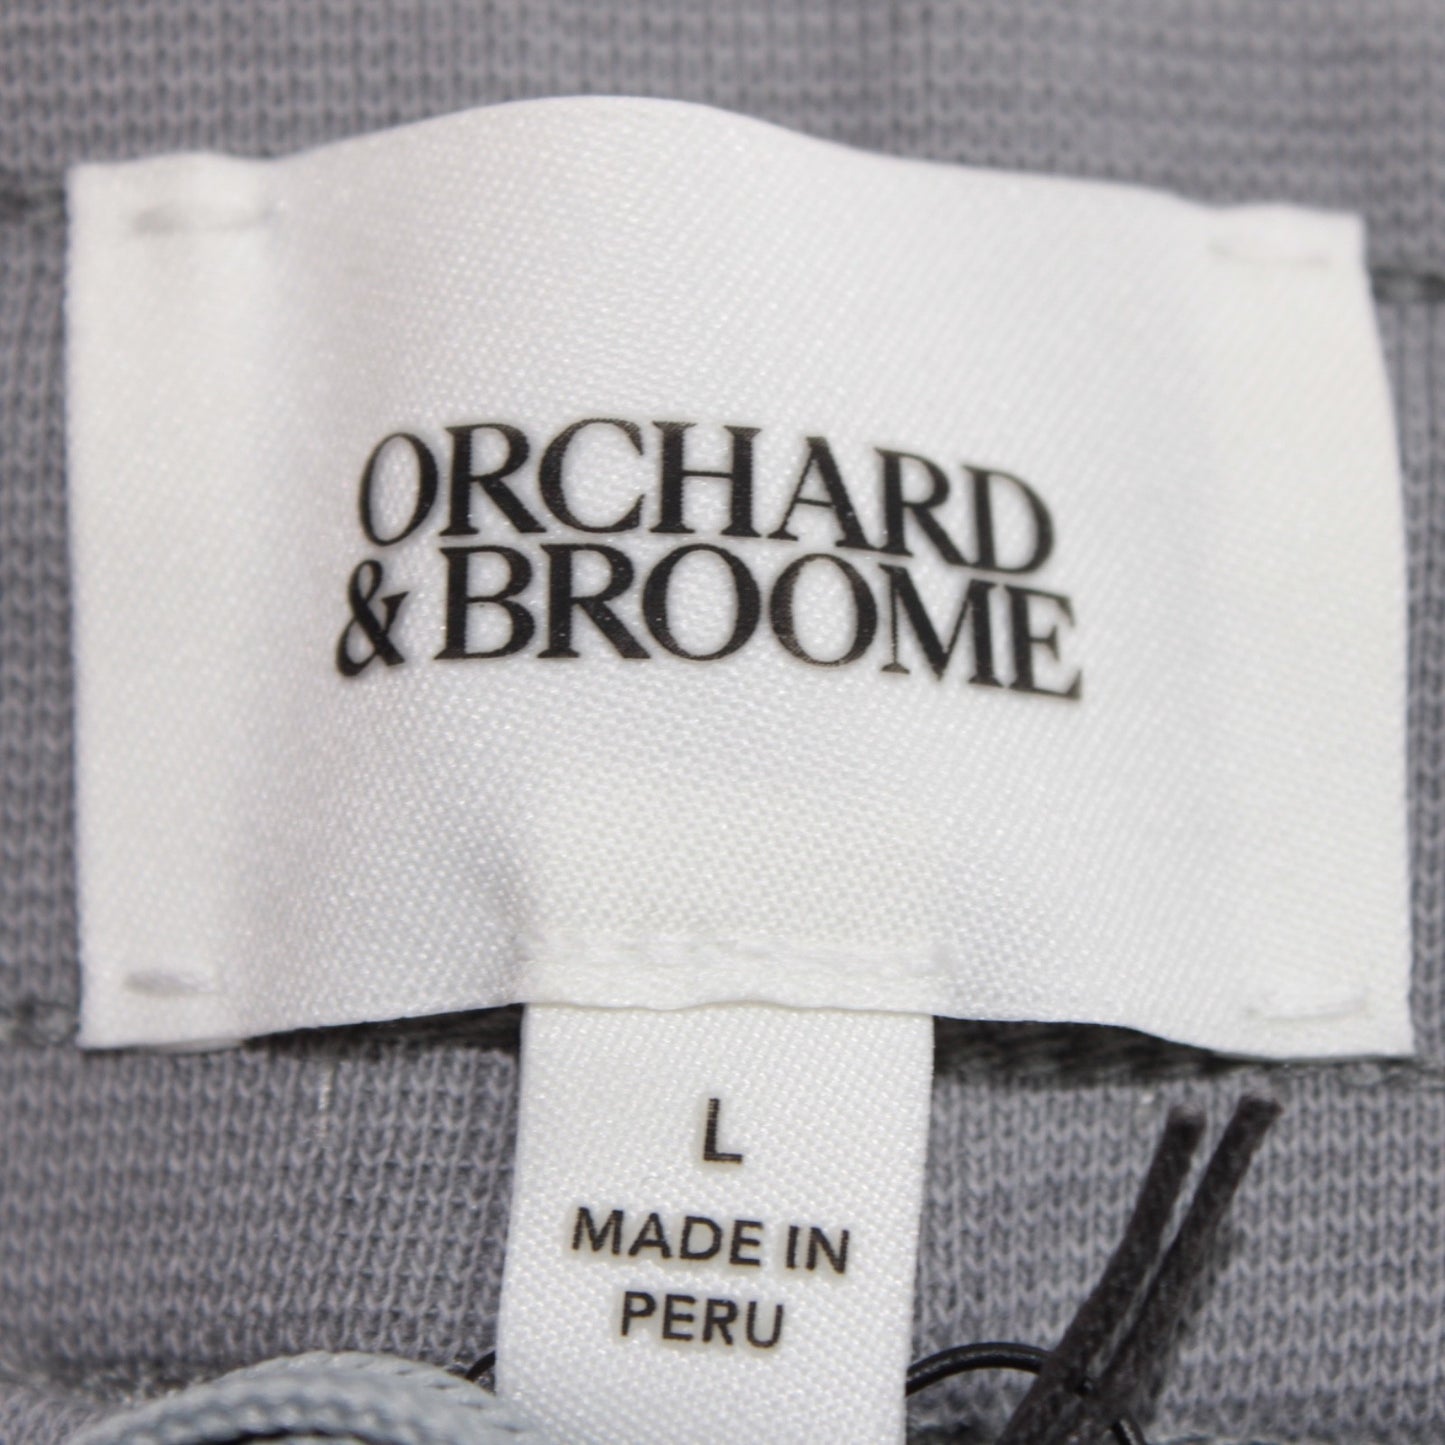 ORCHARD
& BROOME
L
MADE IN
PERU